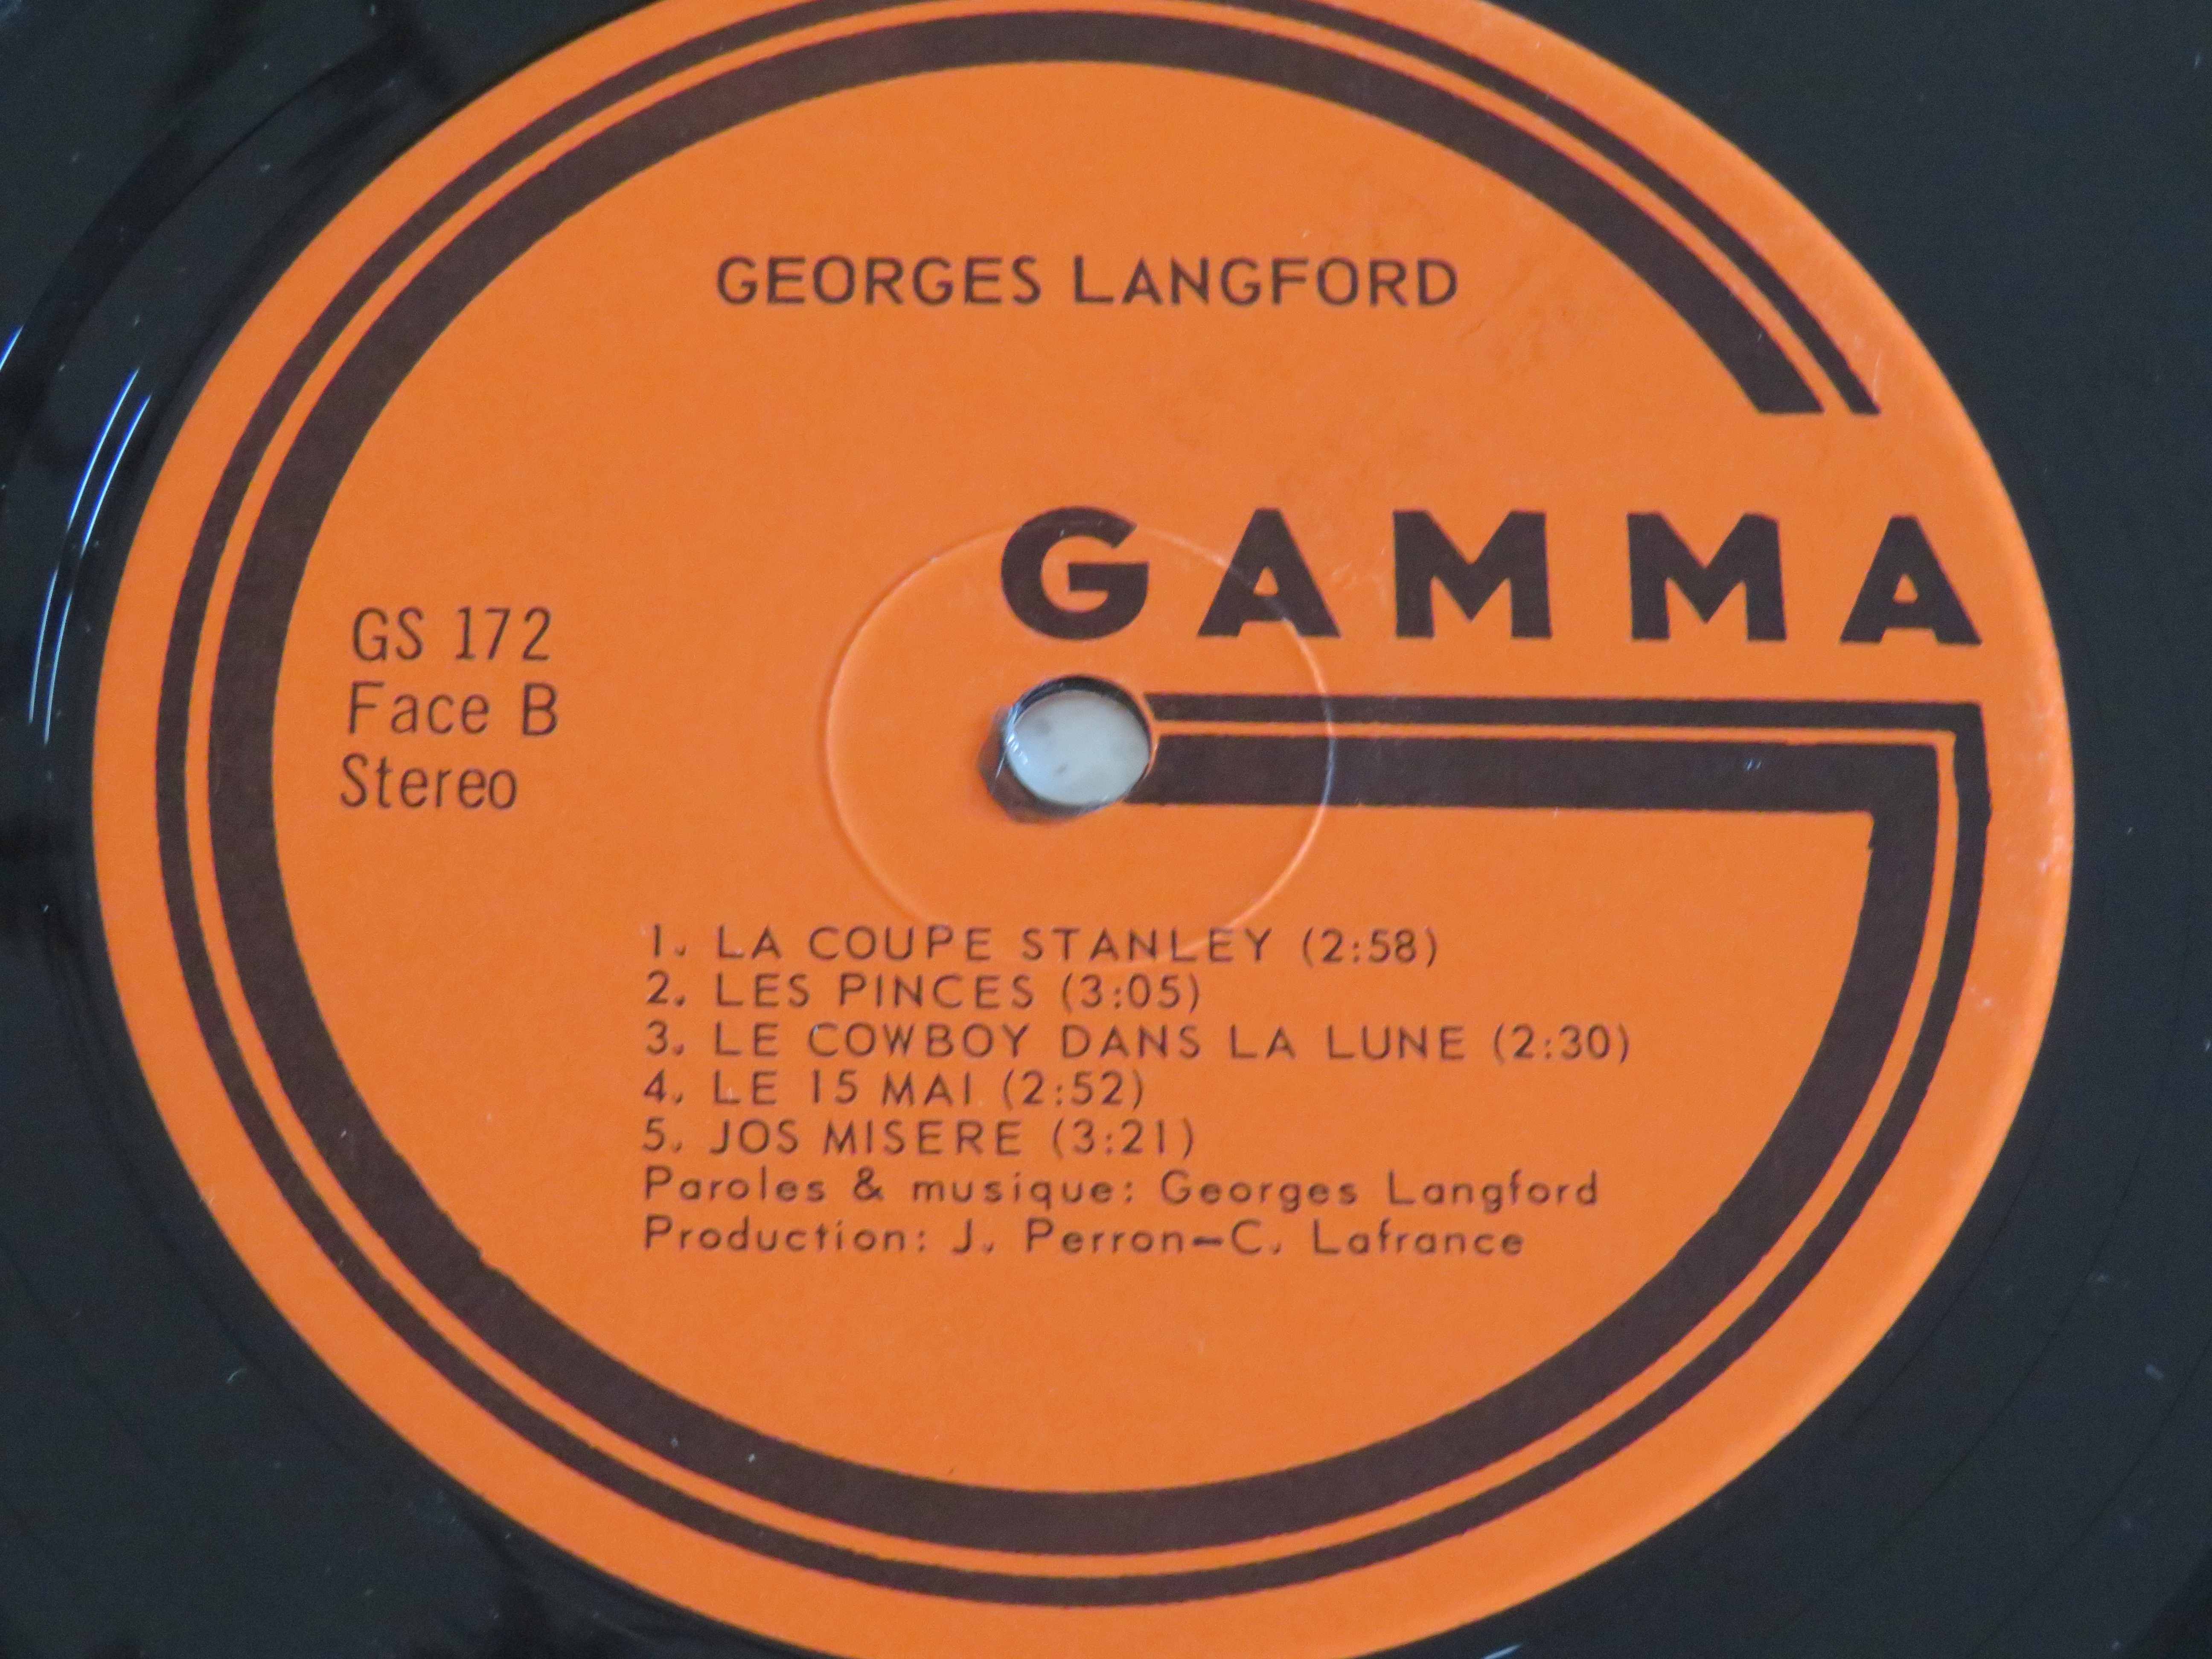 GEORGES LANGFORD
GAMMA
GS 172
Face B
Stereo
1. LA COUPE STANLEY (2:58)
2. LES PINCES (3:05)
3. LE COWBOY DANS LA LUNE (2:30)
4. LE 15 MAI (2:52)
5. JOS MISERE (3:21)
Paroles & musique: Georges Langford
Production: J. Perron-C. Lafrance